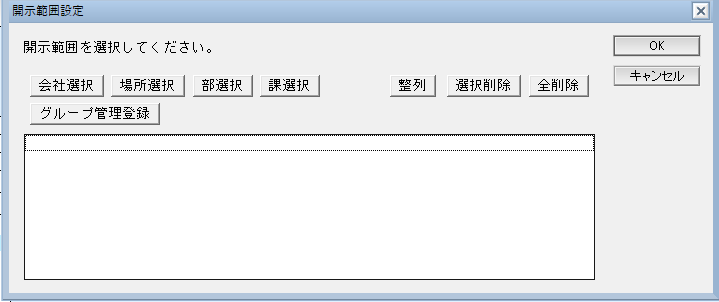 開示範囲設定
開示範囲を選択してください。
OK
キャンセル
会社選択 場所選択 部選択 課選択 整列 選択削除 全削除
グループ管理登録